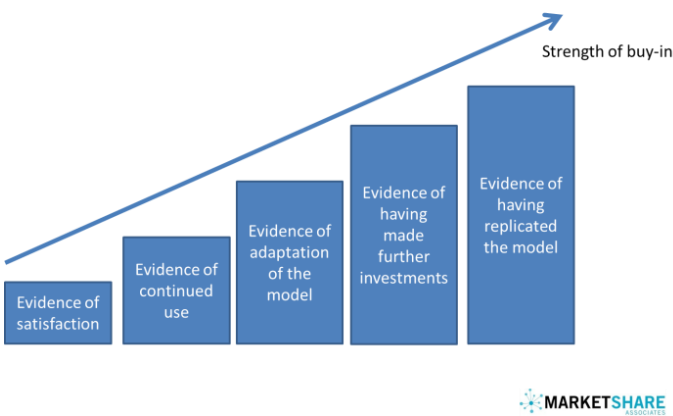 Strength of buy-in
Evidence of
satisfaction
Evidence of
continued
use
Evidence of
adaptation
of the
model
Evidence of
having
made
further
investments
Evidence of
having
replicated
the model
MARKETSHARE
ASSOCIATES